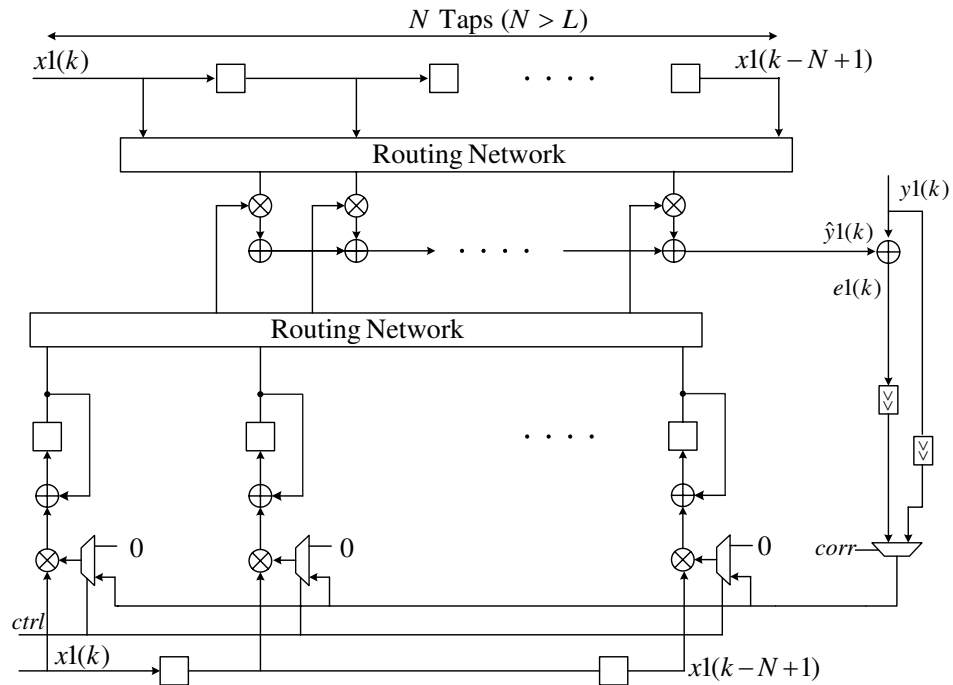 N Taps (N > L)
x1(k)
x1(k − N + 1)
. . . .
Routing Network
y1(k)
ŷ1(k)
. . . .
e1(k)
Routing Network
>>
. . . .
>>
0
0
0
corr
ctrl
x1(k)
x1(k − N + 1)